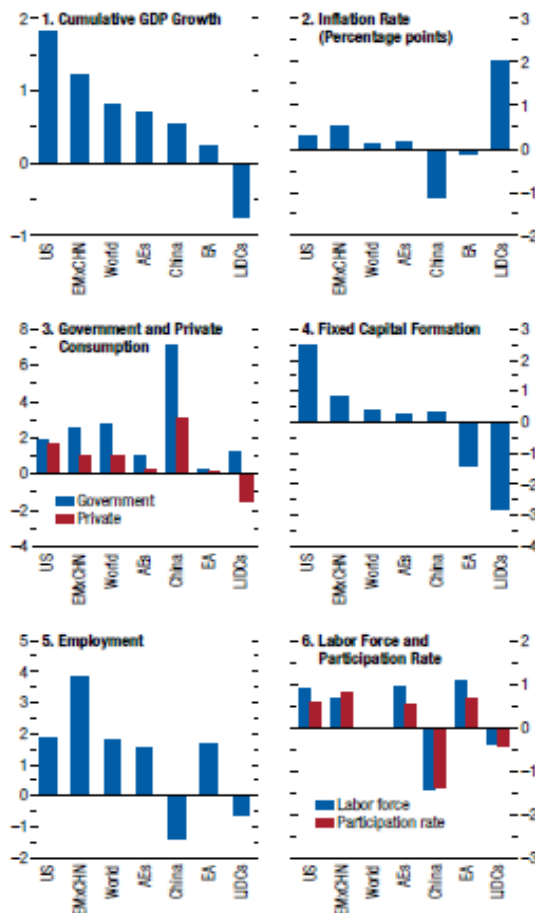 2
1. Cumulative GDP Growth
1
0
−1
US
EMxCHN
World
AEs
China
EA
LIDCs
2. Inflation Rate
(Percentage points)
3
2
1
0
−1
−2
US
EMxCHN
World
AEs
China
EA
LIDCs
8
3. Government and Private
Consumption
6
4
2
0
−2
−4
Government
Private
US
EMxCHN
World
AEs
China
EA
LIDCs
4. Fixed Capital Formation
3
2
1
0
−1
−2
−3
−4
US
EMxCHN
World
AEs
China
EA
LIDCs
5
5. Employment
4
3
2
1
0
−1
−2
US
EMxCHN
World
AEs
China
EA
LIDCs
6. Labor Force and
Participation Rate
2
1
0
−1
−2
−3
Labor force
Participation rate
US
EMxCHN
World
AEs
China
EA
LIDCs